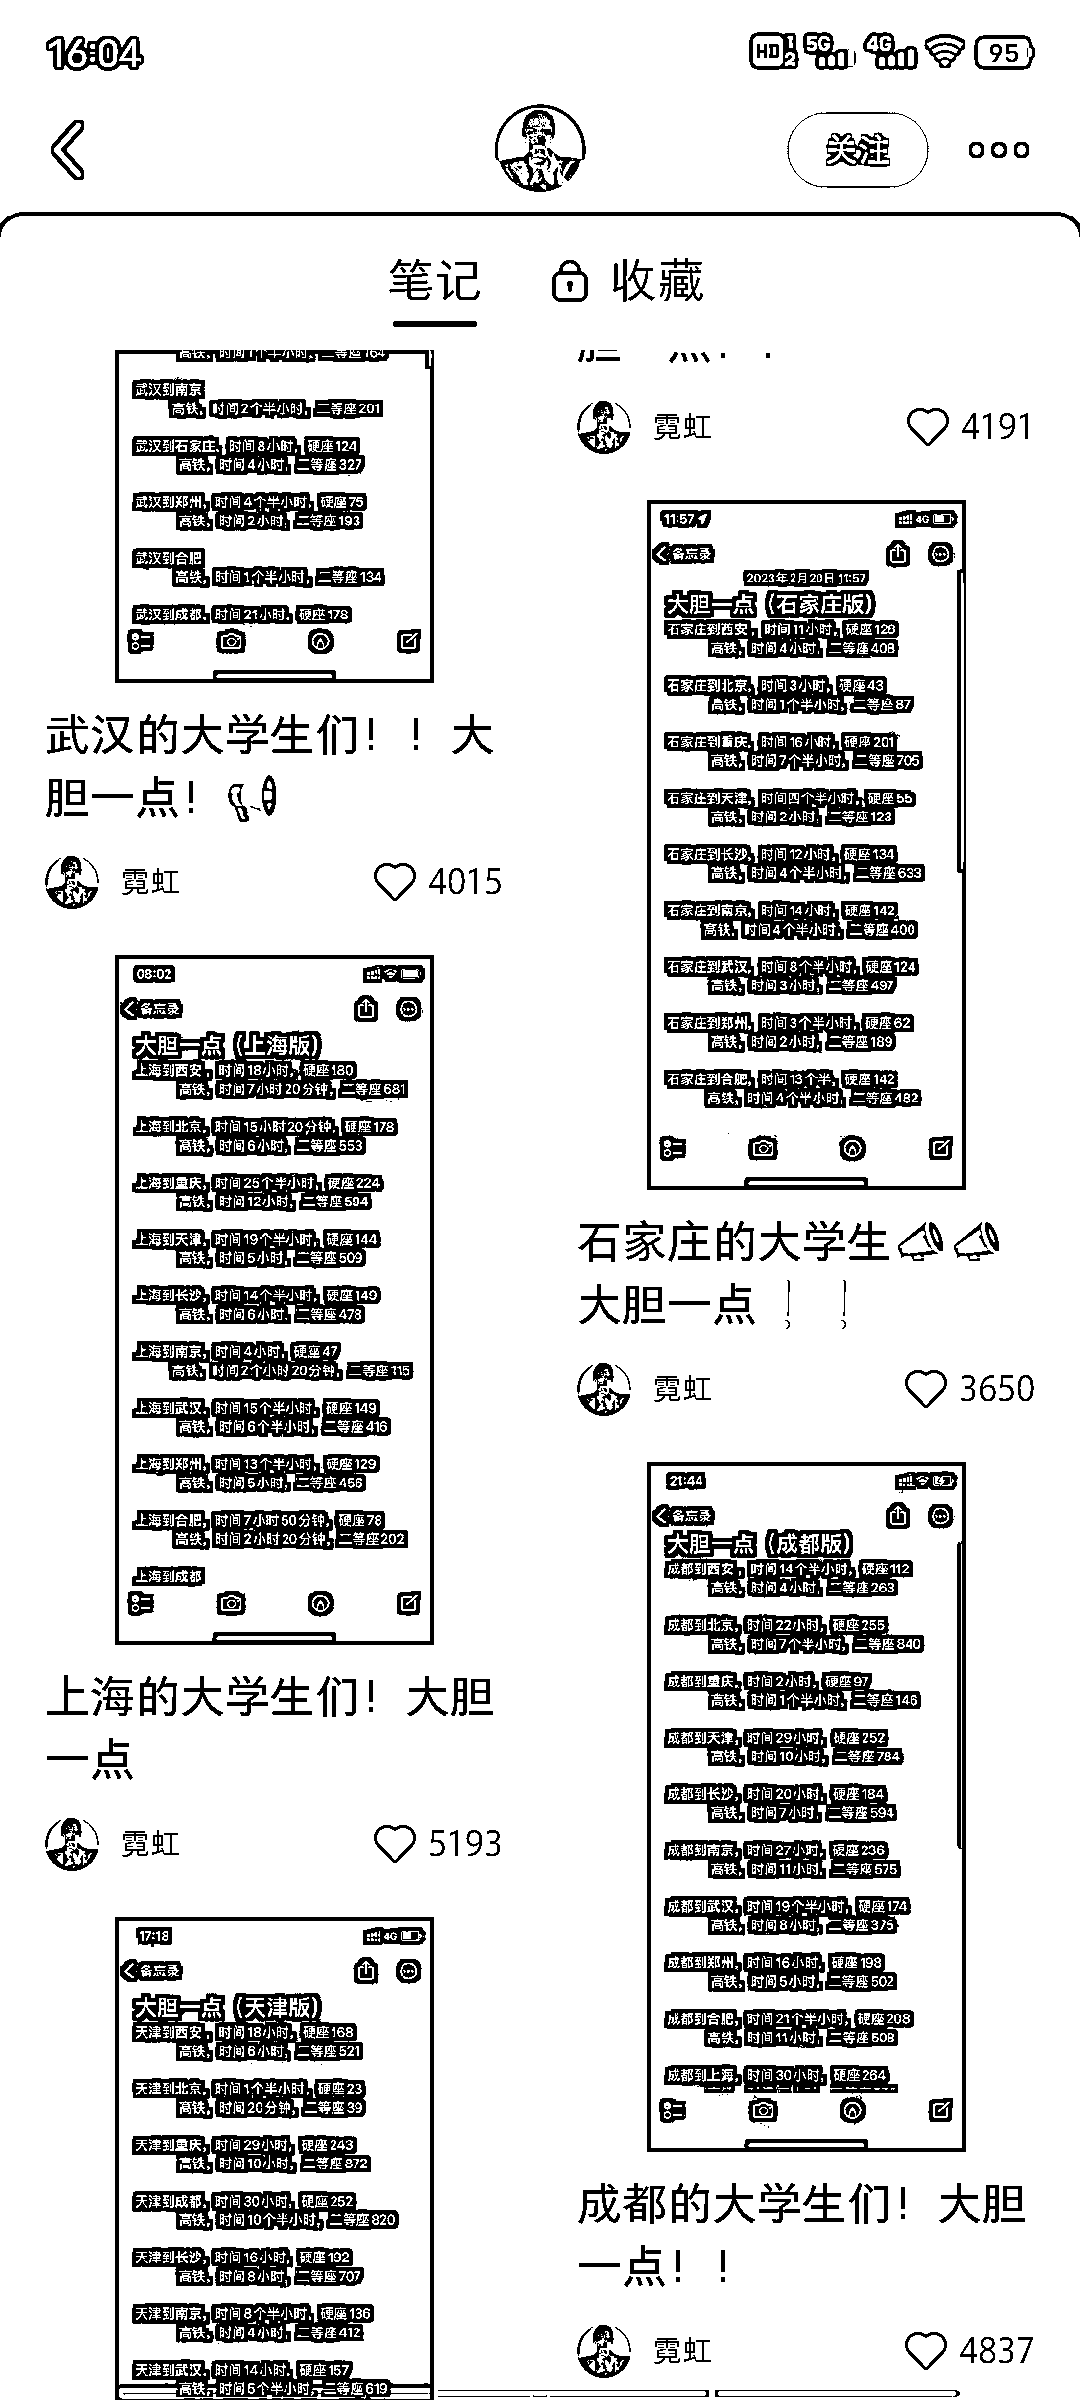 16:04
HD 1 2 5G 4G 95
关注
笔记
收藏
高铁，时间1个半小时，二等座164
武汉到南京
高铁，时间2个半小时，二等座201
武汉到石家庄，时间8小时，硬座124
高铁，时间4小时，二等座327
武汉到郑州，时间4个半小时，硬座75
高铁，时间2小时，二等座193
武汉到合肥
高铁，时间1个半小时，二等座134
武汉到成都，时间21小时，硬座178
武汉的大学生们！！大
胆一点！
霓虹
4015
08:02
备忘录
大胆一点（上海版）
上海到西安，时间18小时，硬座180
高铁，时间7小时20分钟，二等座681
上海到北京，时间15小时20分钟，硬座178
高铁，时间6小时，二等座553
上海到重庆，时间25个半小时，硬座224
高铁，时间12小时，二等座594
上海到天津，时间19个半小时，硬座144
高铁，时间5小时，二等座509
上海到长沙，时间14个半小时，硬座149
高铁，时间6小时，二等座478
上海到南京，时间4小时，硬座47
高铁，时间2个小时20分钟，二等座115
上海到武汉，时间15个半小时，硬座149
高铁，时间6个半小时，二等座416
上海到郑州，时间13个半小时，硬座129
高铁，时间5小时，二等座456
上海到合肥，时间7小时50分钟，硬座78
高铁，时间2小时20分钟，二等座202
上海到成都
上海的大学生们！大胆
一点
霓虹
5193
17:18
4G
备忘录
大胆一点（天津版）
天津到西安，时间18小时，硬座168
高铁，时间6小时，二等座521
天津到北京，时间1个半小时，硬座23
高铁，时间20分钟，二等座39
天津到重庆，时间29小时，硬座243
高铁，时间10小时，二等座872
天津到成都，时间30小时，硬座252
高铁，时间10个半小时，二等座820
天津到长沙，时间16小时，硬座192
高铁，时间8小时，二等座707
天津到南京，时间8个半小时，硬座136
高铁，时间4小时，二等座412
天津到武汉，时间14小时，硬座157
高铁，时间5个半小时，二等座619
胆一点！！
霓虹
4191
11:57
4G
备忘录
2023年2月20日 11:57
大胆一点（石家庄版）
石家庄到西安，时间11小时，硬座128
高铁，时间4小时，二等座408
石家庄到北京，时间3小时，硬座43
高铁，时间1个半小时，二等座87
石家庄到重庆，时间16小时，硬座201
高铁，时间7个半小时，二等座705
石家庄到天津，时间四个半小时，硬座55
高铁，时间2小时，二等座123
石家庄到长沙，时间12小时，硬座134
高铁，时间4个半小时，二等座633
石家庄到南京，时间14小时，硬座142
高铁，时间4个半小时，二等座400
石家庄到武汉，时间8个半小时，硬座124
高铁，时间3小时，二等座497
石家庄到郑州，时间3个半小时，硬座62
高铁，时间2小时，二等座189
石家庄到合肥，时间13个半，硬座142
高铁，时间4个半小时，二等座482
石家庄的大学生
大胆一点！！
霓虹
3650
21:44
备忘录
大胆一点（成都版）
成都到西安，时间14个半小时，硬座112
高铁，时间4小时，二等座263
成都到北京，时间22小时，硬座255
高铁，时间7个半小时，二等座840
成都到重庆，时间2小时，硬座97
高铁，时间1个半小时，二等座146
成都到天津，时间29小时，硬座252
高铁，时间10小时，二等座784
成都到长沙，时间20小时，硬座184
高铁，时间7小时，二等座594
成都到南京，时间27小时，硬座236
高铁，时间11小时，二等座575
成都到武汉，时间19个半小时，硬座174
高铁，时间8小时，二等座375
成都到郑州，时间16小时，硬座198
高铁，时间5小时，二等座502
成都到合肥，时间21个半小时，硬座208
高铁，时间11小时，二等座508
成都到上海，时间30小时，硬座264
成都的大学生们！大胆
一点！！
霓虹
4837